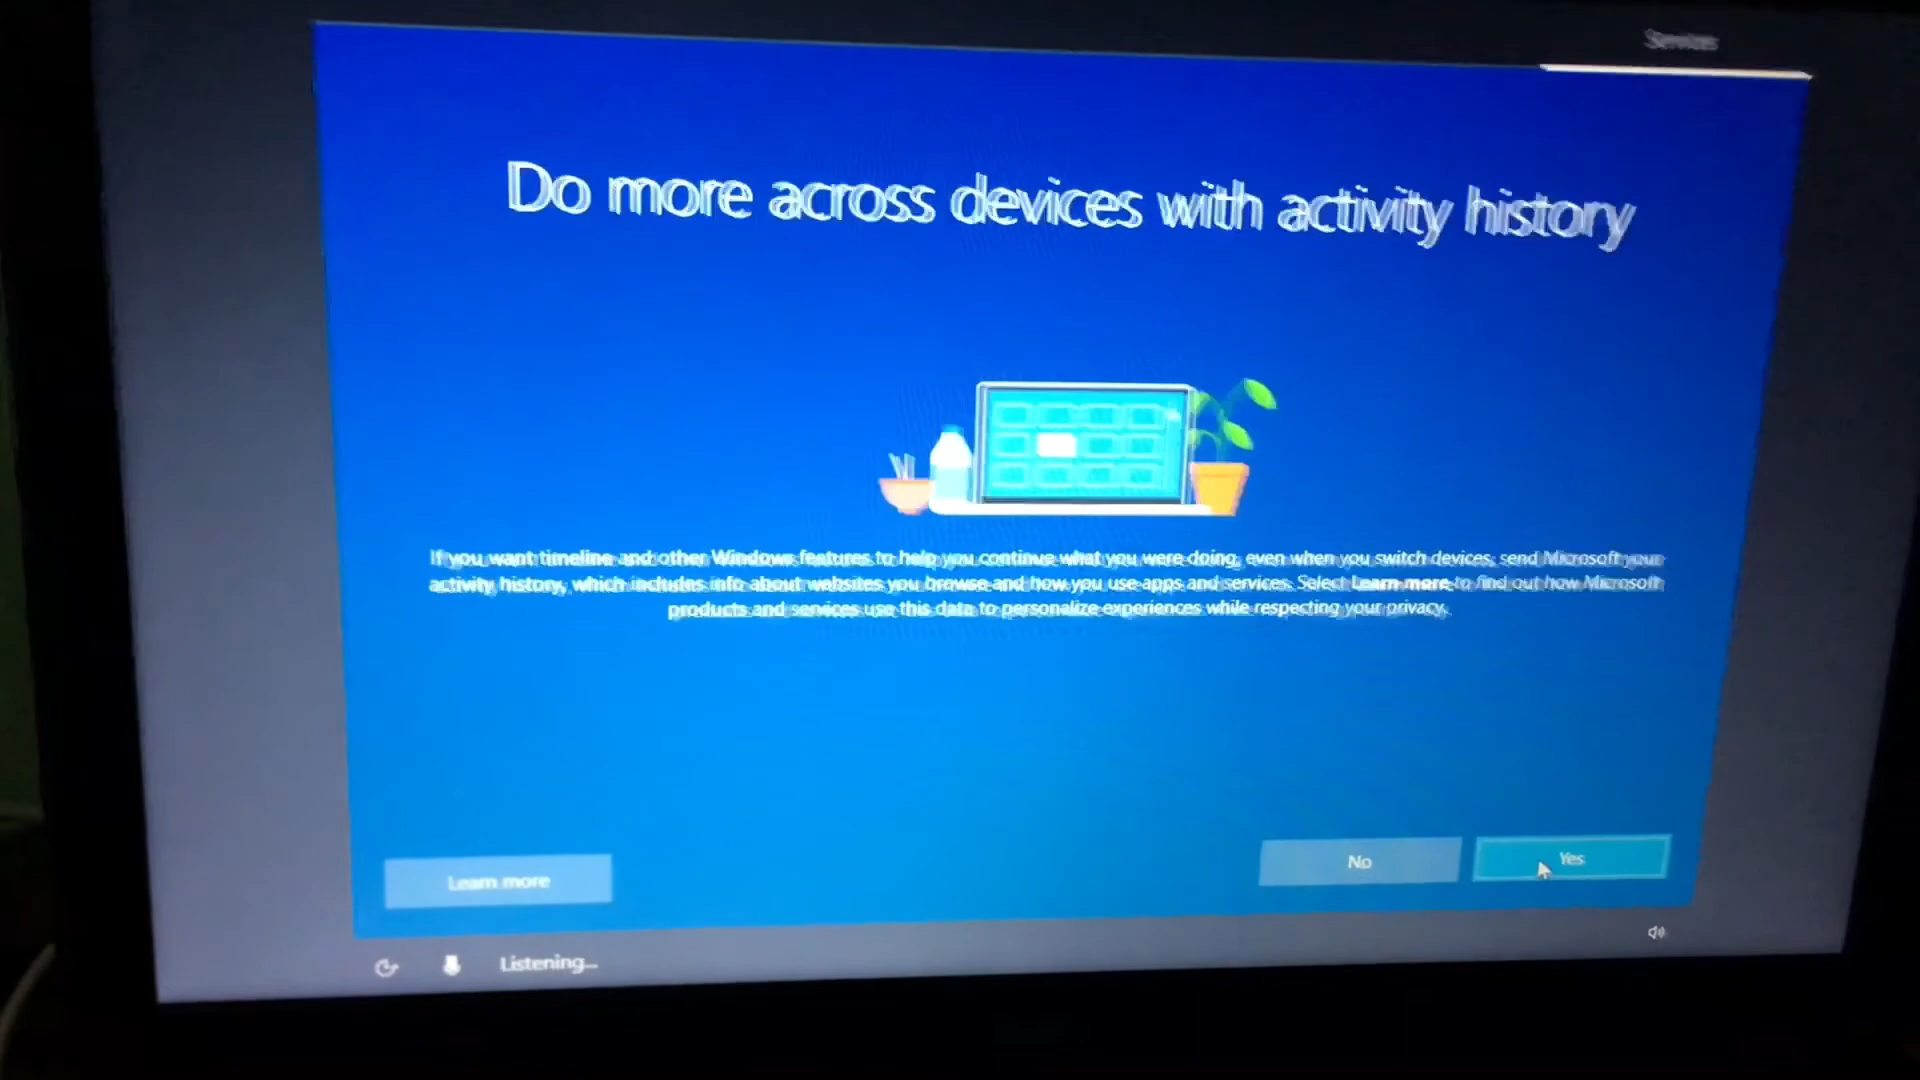 Services
Do more across devices with activity history
If you want timeline and other Windows features to help you continue what you were doing, even when you switch devices, send Microsoft your
activity history, which includes info about websites you browse and how you use apps and services. Select Learn more to find out how Microsoft
products and services use this data to personalize experiences while respecting your privacy.
Learn more
No
Yes
Listening...